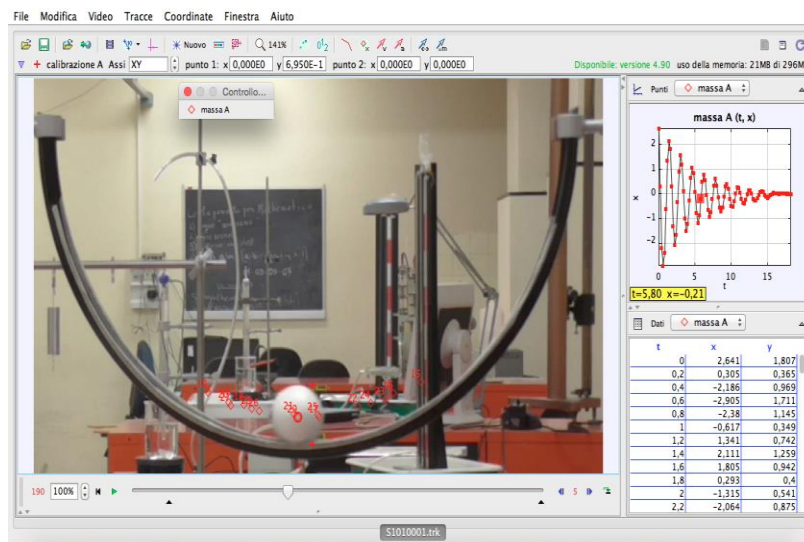 File Modifica Video Tracce Coordinate Finestra Aiuto
Nuovo 141%
calibrazione A Assi XY punto 1: x 0,000E0 y 6,950E-1 punto 2: x 0,000E0 y 0,000E0 Disponibile: versione 4.90 uso della memoria: 21MB di 296M
Controllo...
massa A
Punti massa A
massa A (t, x)
x
2
1
0
-1
-2
0 5 10 15
t
t=5,80 x=-0,21
Dati massa A
t x y
0 2,641 1,807
0,2 0,305 0,365
0,4 -2,186 0,969
0,6 -2,905 1,711
0,8 -2,38 1,145
1 -0,617 0,349
1,2 1,341 0,742
1,4 2,111 1,259
1,6 1,805 0,942
1,8 0,293 0,4
2 -1,315 0,541
2,2 -2,064 0,875
190 100% 5
S1010001.trk